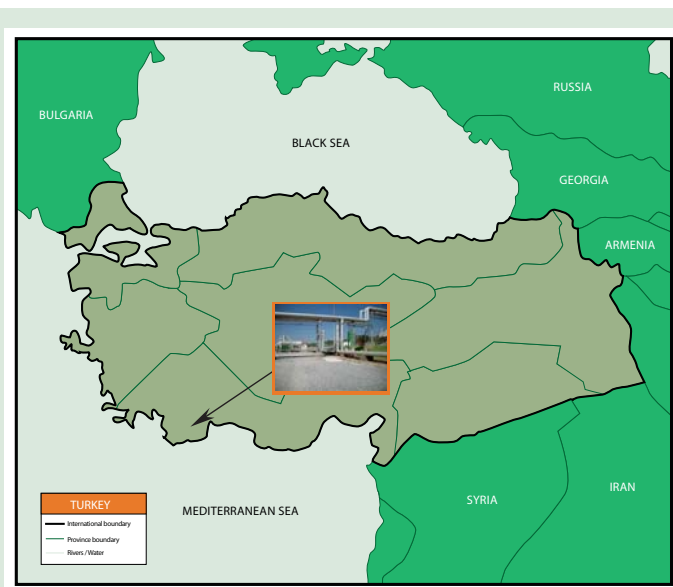 RUSSIA
BULGARIA
BLACK SEA
GEORGIA
ARMENIA
IRAN
SYRIA
MEDITERRANEAN SEA
TURKEY
International boundary
Province boundary
Rivers / Water